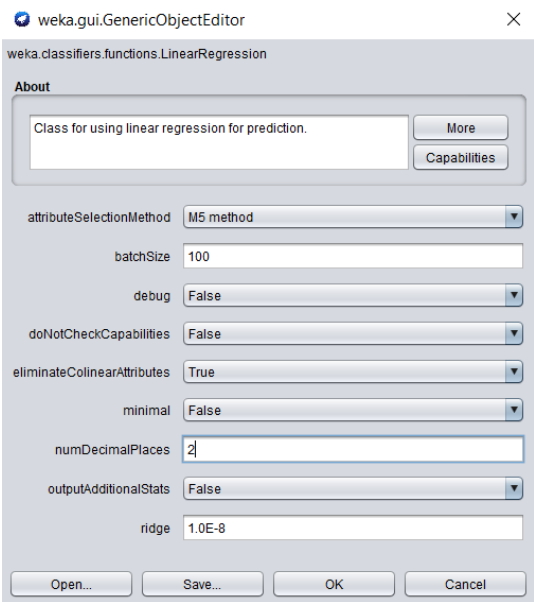 weka.gui.GenericObjectEditor
weka.classifiers.functions.LinearRegression
About
Class for using linear regression for prediction.
More
Capabilities
attributeSelectionMethod M5 method
batchSize 100
debug False
doNotCheckCapabilities False
eliminateColinearAttributes True
minimal False
numDecimalPlaces 2
outputAdditionalStats False
ridge 1.0E-8
Open... Save... OK Cancel